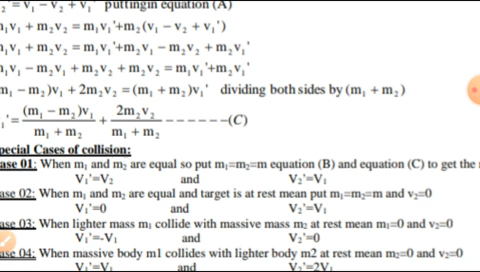 ₂' = v₁ − v₂ + v₁' puttingin equation (A)
₁v₁ + m₂v₂ = m₁v₁'+m₂(v₁ − v₂ + v₁')
₁v₁ + m₂v₂ = m₁v₁'+m₂v₁ − m₂v₂ + m₂v₁'
₁v₁ − m₂v₁ + m₂v₂ + m₂v₂ = m₁v₁'+m₂v₁'
m₁ − m₂)v₁ + 2m₂v₂ = (m₁ + m₂)v₁' dividing both sides by (m₁ + m₂)
₁' = (m₁ − m₂)v₁ / m₁ + m₂ + 2m₂v₂ / m₁ + m₂ − − − − − −(C)
pecial Cases of collision:
ase 01: When m₁ and m₂ are equal so put m₁=m₂=m equation (B) and equation (C) to get the
V₁'=V₂ and V₂'=V₁
ase 02: When m₁ and m₂ are equal and target is at rest mean put m₁=m₂=m and v₂=0
V₁'=0 and V₂'=V₁
ase 03: When lighter mass m₁ collide with massive mass m₂ at rest mean m₁=0 and v₂=0
V₁'=-V₁ and V₂'=0
ase 04: When massive body m1 collides with lighter body m2 at rest mean m₂=0 and v₂=0
V₁'=V₁ and V₂'=2V₁